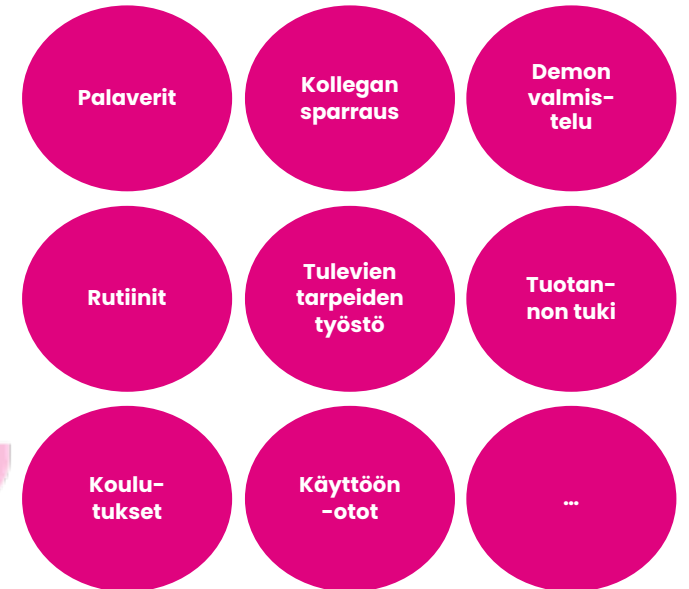 Palaverit
Kollegan
sparraus
Demon
valmis-
telu
Rutiinit
Tulevien
tarpeiden
työstö
Tuotan-
non tuki
Koulu-
tukset
Käyttöön
-otot
...